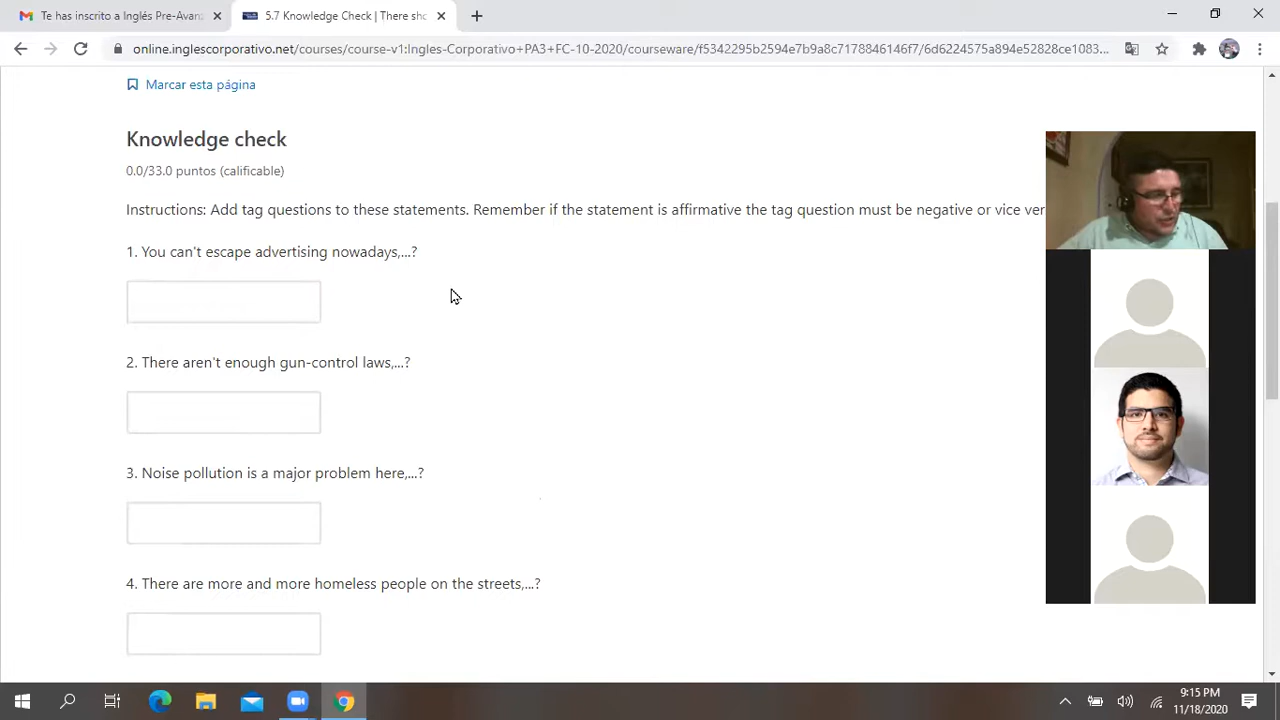 Te has inscrito a Inglés Pre-Avanz
5.7 Knowledge Check | There sho
online.inglescorporativo.net/courses/course-v1:Ingles-Corporativo+PA3+FC-10-2020/courseware/f5342295b2594e7b9a8c7178846146f7/6d6224575a894e52828ce1083...
Marcar esta página
Knowledge check
0.0/33.0 puntos (calificable)
Instructions: Add tag questions to these statements. Remember if the statement is affirmative the tag question must be negative or vice ver
1. You can't escape advertising nowadays,...?
2. There aren't enough gun-control laws,...?
3. Noise pollution is a major problem here,...?
4. There are more and more homeless people on the streets,...?
9:15 PM
11/18/2020